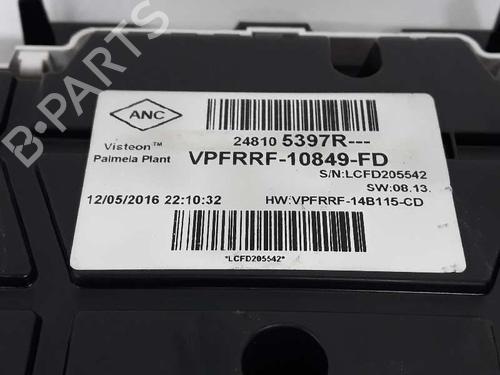 B-PARTS
ANC
Visteon™
Palmela Plant
24810 5397R---
VPFRRF-10849-FD
S/N:LCFD205542
SW:08.13.
12/05/2016 22:10:32
HW:VPFRRF-14B115-CD
*LCFD205542*